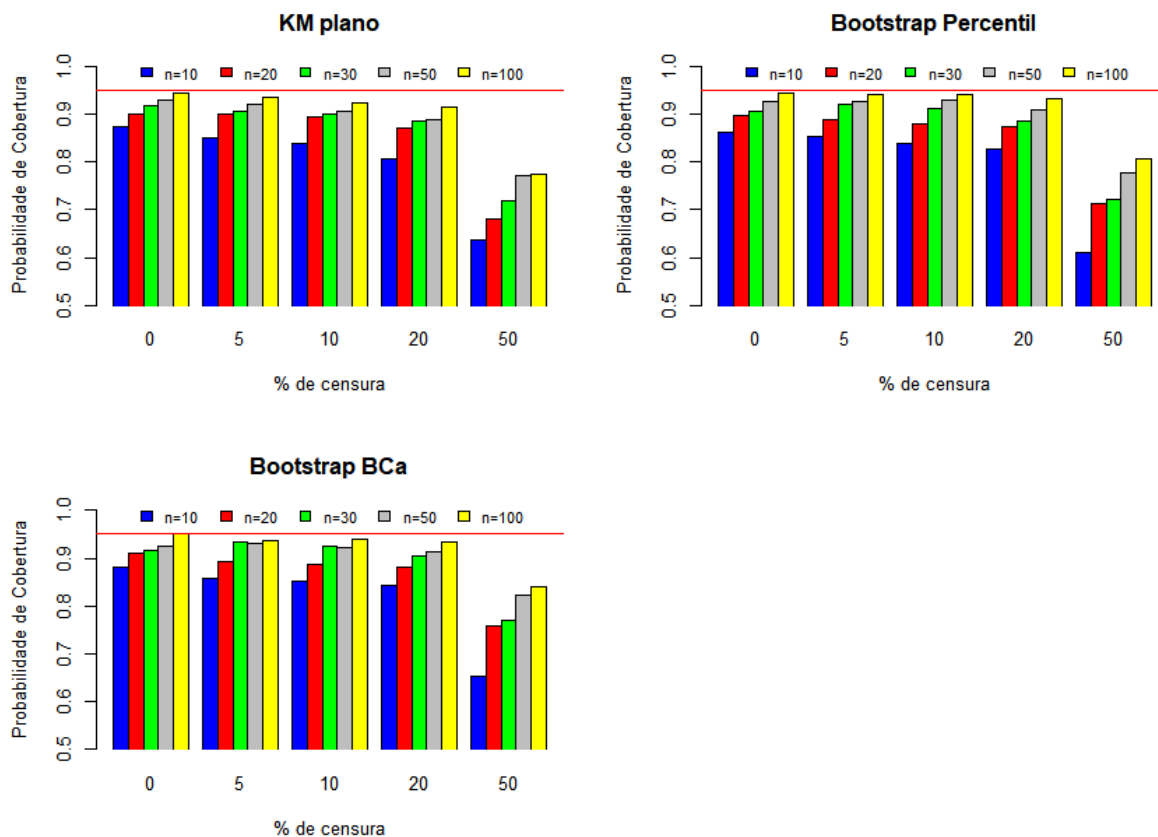 KM plano
n=10 n=20 n=30 n=50 n=100
Probabilidade de Cobertura
1.0
0.9
0.8
0.7
0.6
0.5
0 5 10 20 50
% de censura
Bootstrap Percentil
n=10 n=20 n=30 n=50 n=100
Probabilidade de Cobertura
1.0
0.9
0.8
0.7
0.6
0.5
0 5 10 20 50
% de censura
Bootstrap BCa
n=10 n=20 n=30 n=50 n=100
Probabilidade de Cobertura
1.0
0.9
0.8
0.7
0.6
0.5
0 5 10 20 50
% de censura